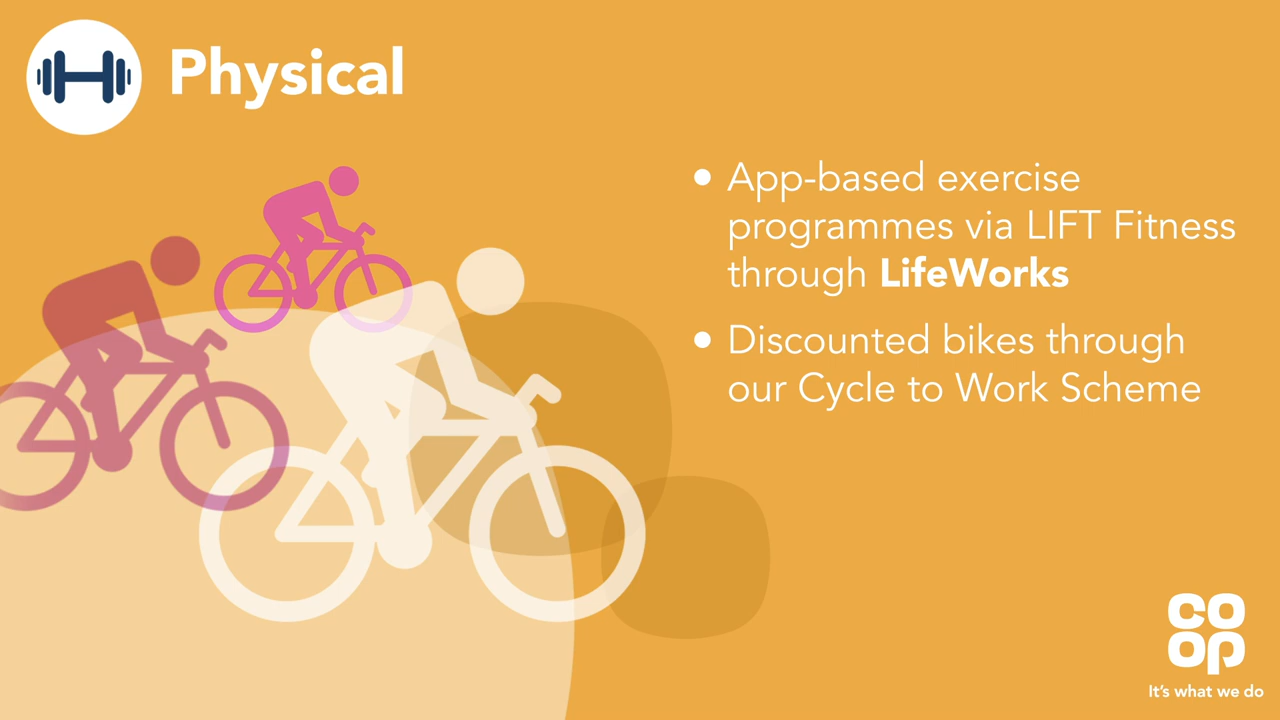 Physical
• App-based exercise
programmes via LIFT Fitness
through LifeWorks
• Discounted bikes through
our Cycle to Work Scheme
co
op
It's what we do